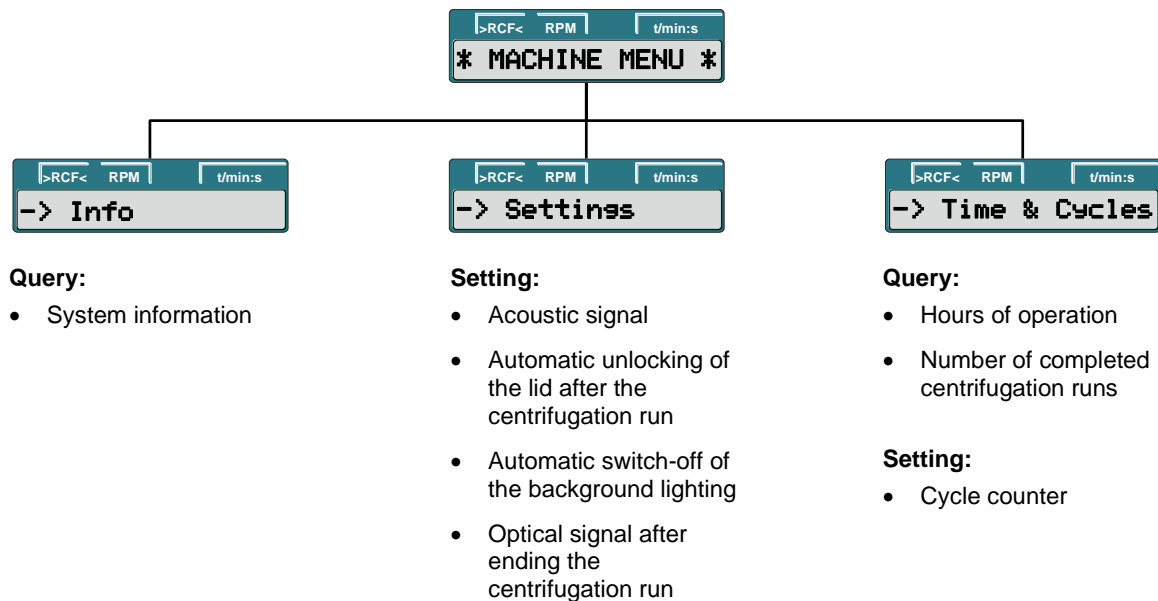 >RCF< RPM t/min:s
* MACHINE MENU *
>RCF< RPM t/min:s
-> Info
Query:
• System information
>RCF< RPM t/min:s
-> Settings
Setting:
• Acoustic signal
• Automatic unlocking of
the lid after the
centrifugation run
• Automatic switch-off of
the background lighting
• Optical signal after
ending the
centrifugation run
>RCF< RPM t/min:s
-> Time & Cycles
Query:
• Hours of operation
• Number of completed
centrifugation runs
Setting:
• Cycle counter